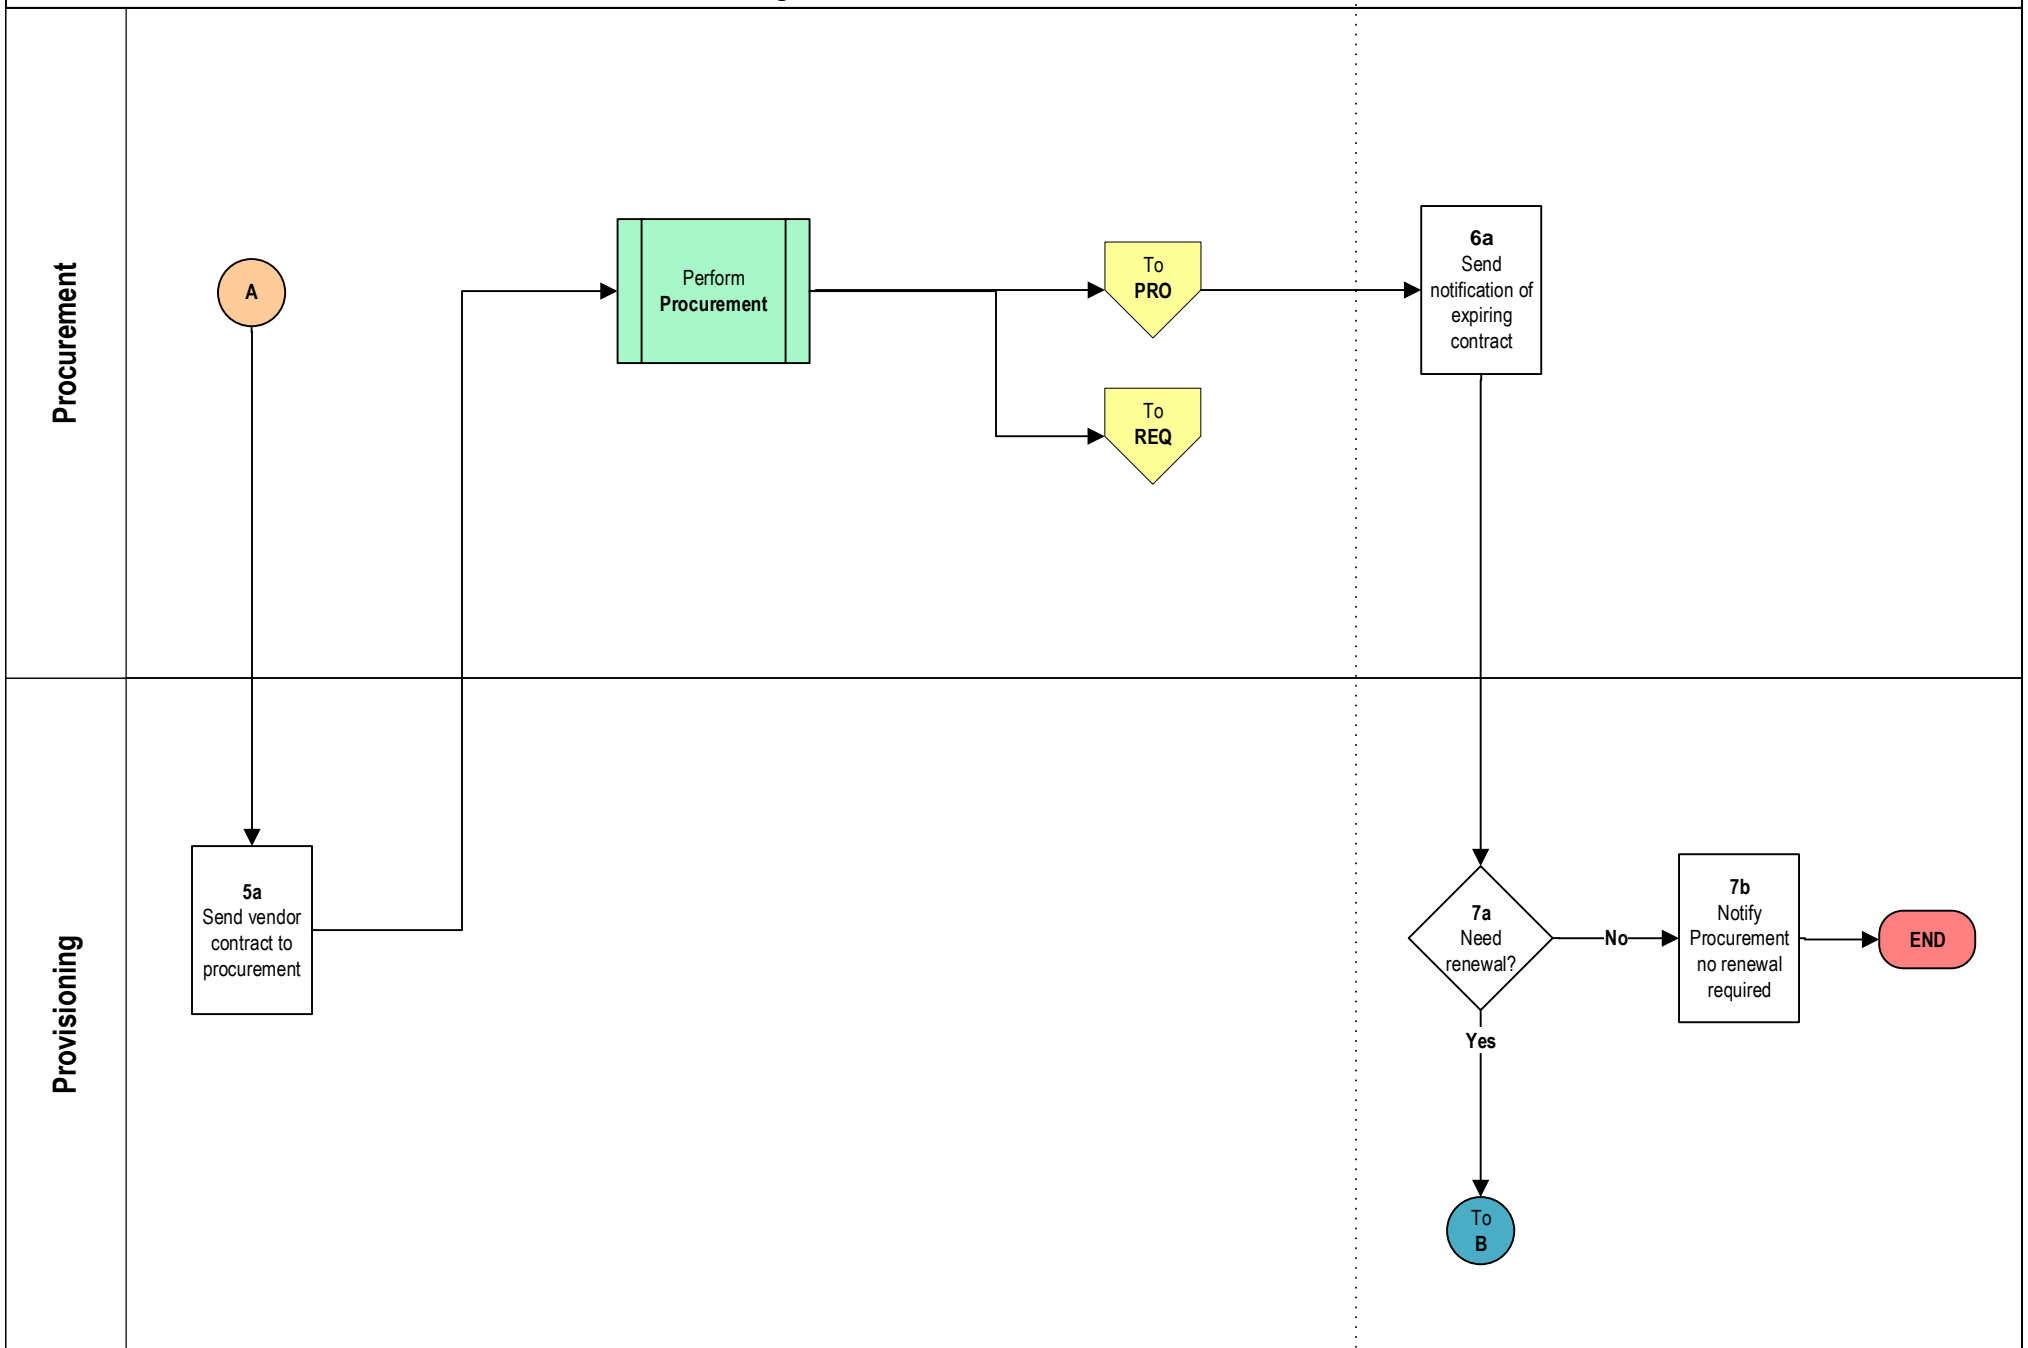 Procurement
A
Perform
Procurement
To
PRO
To
REQ
6a
Send
notification of
expiring
contract
Provisioning
5a
Send vendor
contract to
procurement
7a
Need
renewal?
No
7b
Notify
Procurement
no renewal
required
END
Yes
To
B